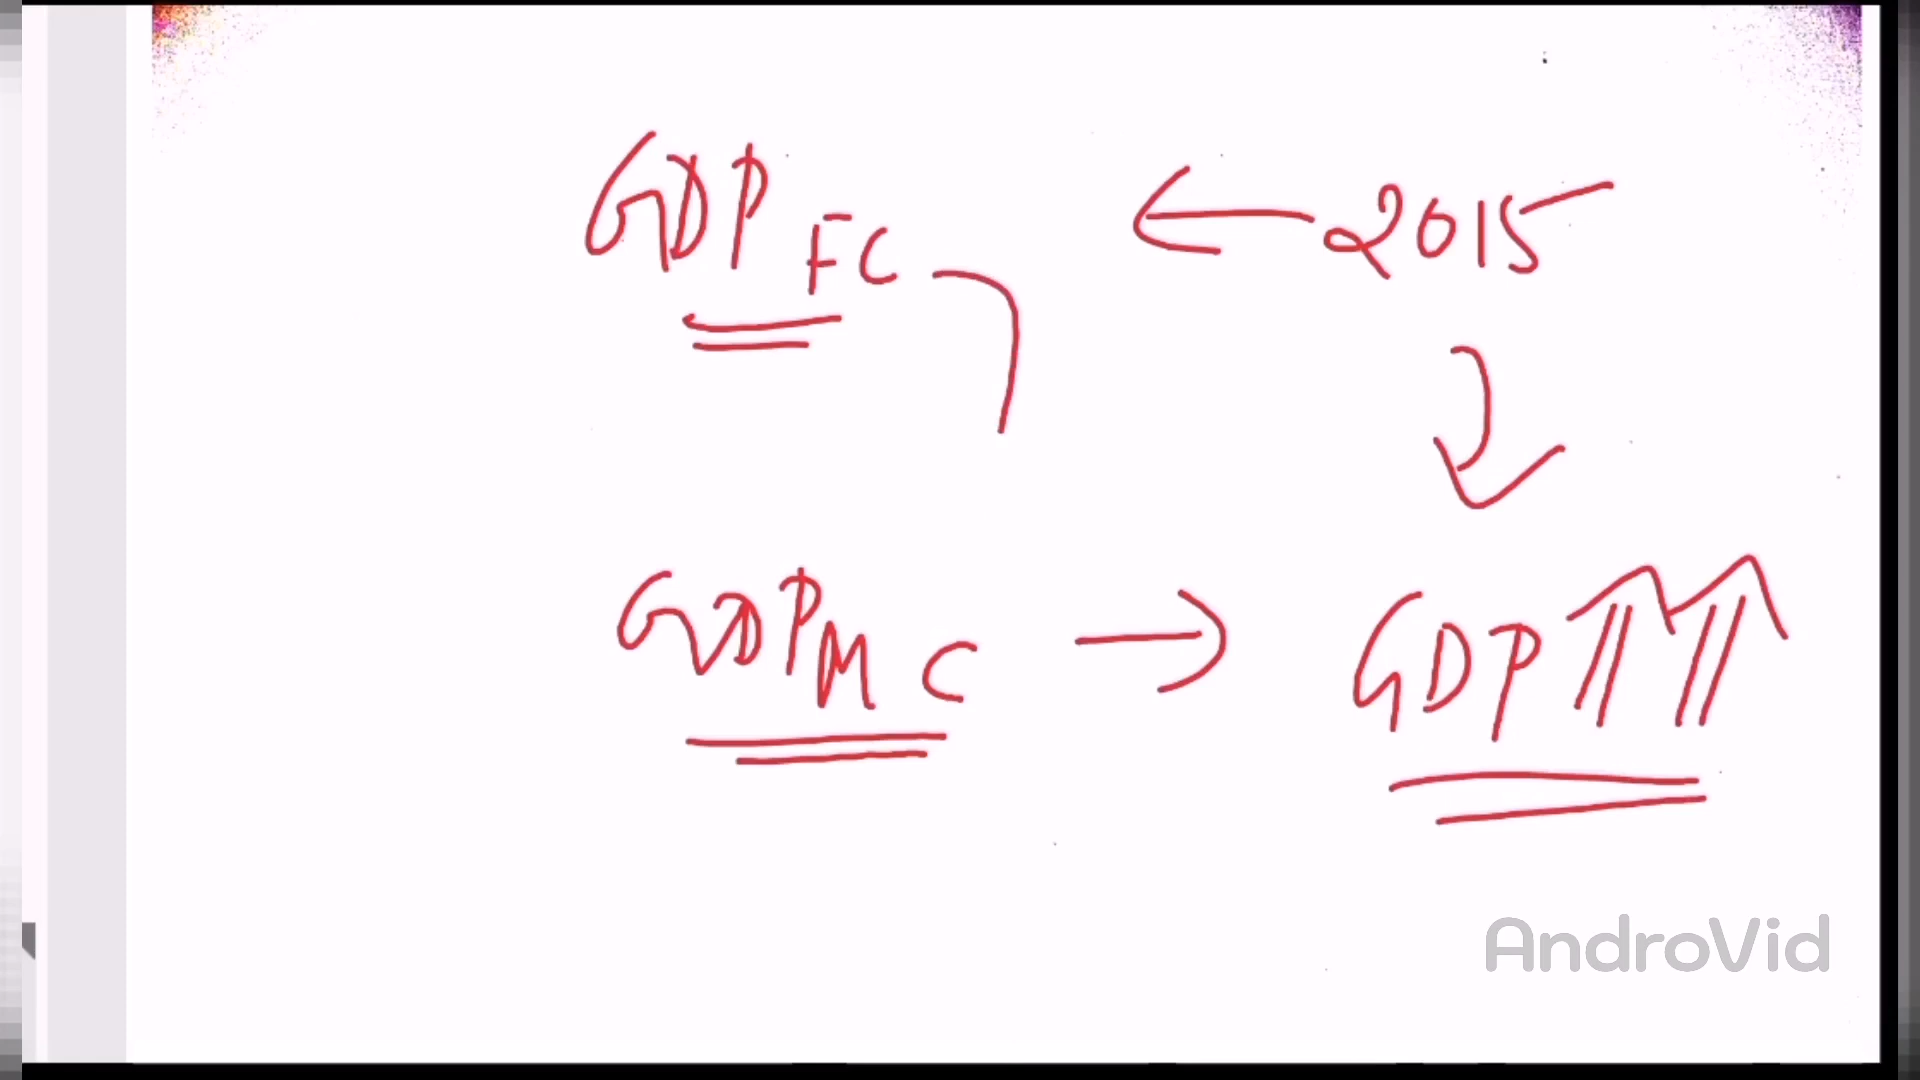 GDP FC ← 2015
GDP MC → GDP ↑↑
AndroVid